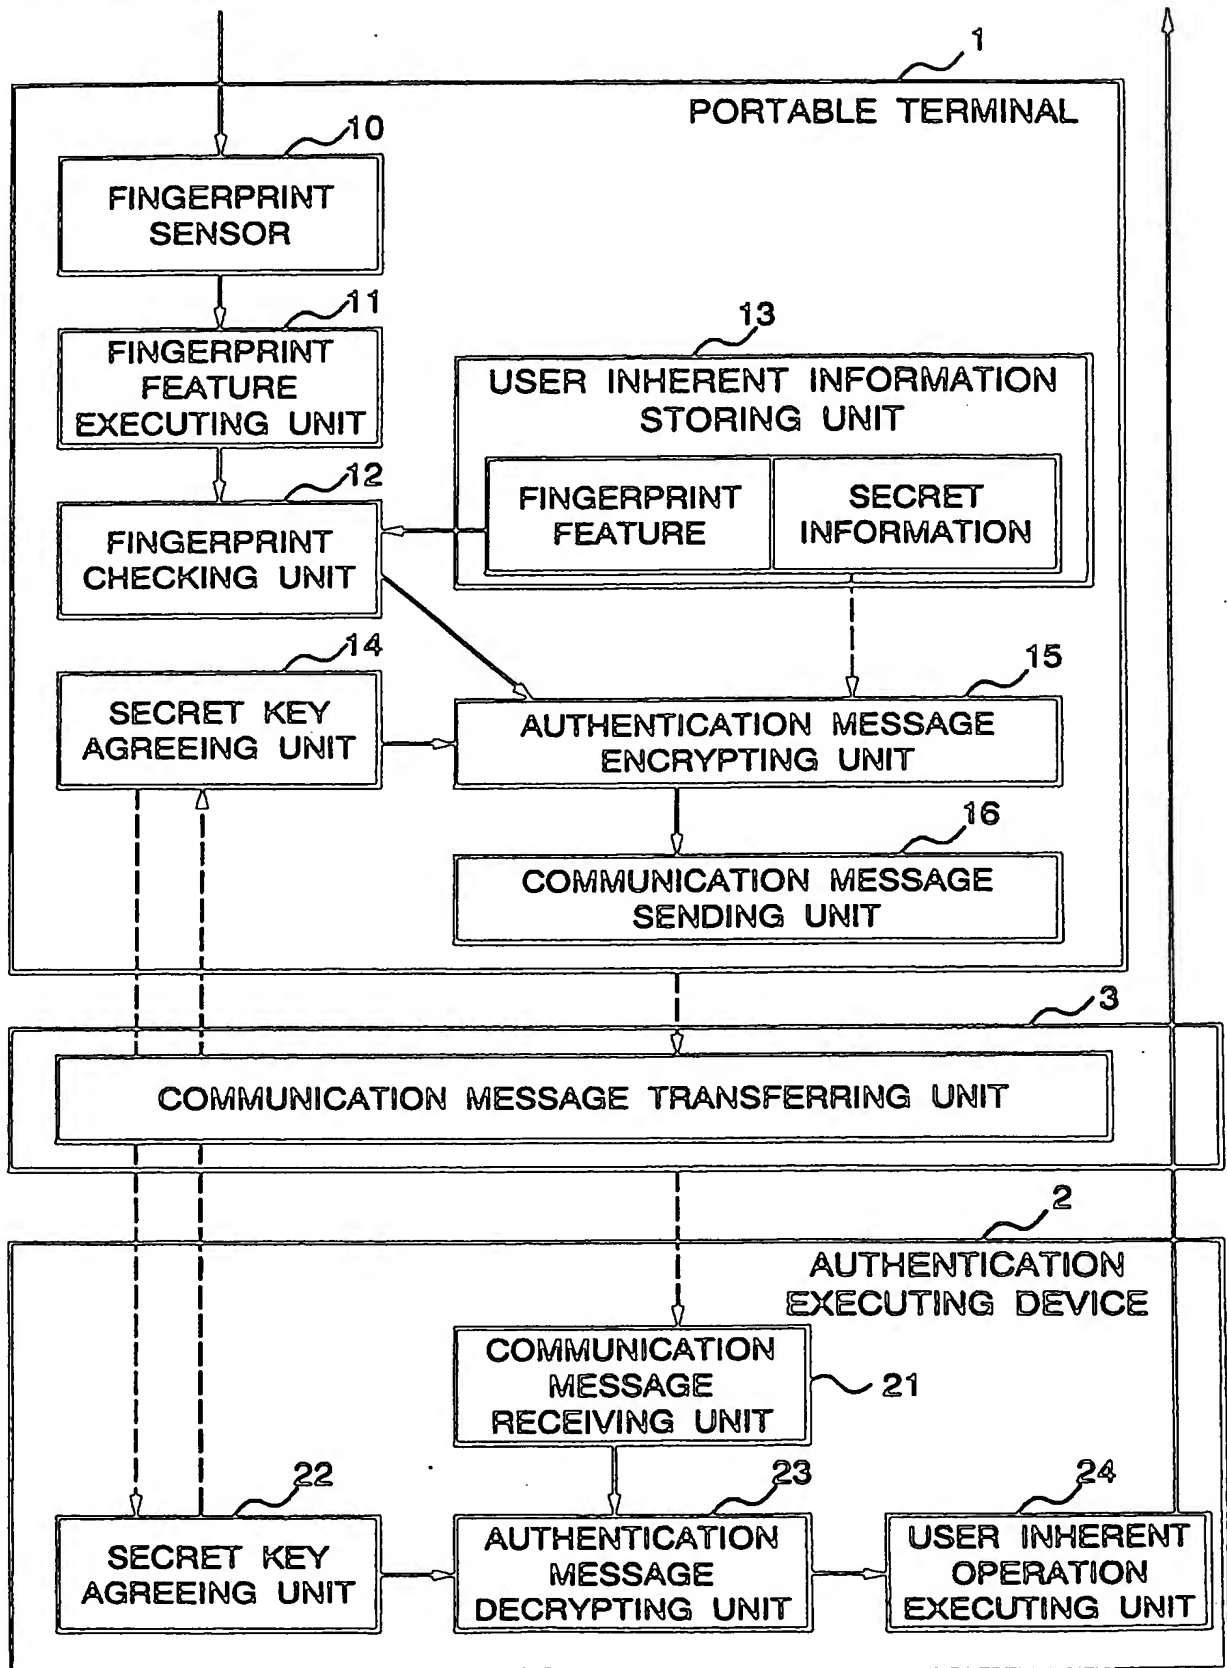 1
PORTABLE TERMINAL
10
FINGERPRINT
SENSOR
11
FINGERPRINT
FEATURE
EXECUTING UNIT
13
USER INHERENT INFORMATION
STORING UNIT
FINGERPRINT
FEATURE
SECRET
INFORMATION
12
FINGERPRINT
CHECKING UNIT
14
SECRET KEY
AGREEING UNIT
15
AUTHENTICATION MESSAGE
ENCRYPTING UNIT
16
COMMUNICATION MESSAGE
SENDING UNIT
3
COMMUNICATION MESSAGE TRANSFERRING UNIT
2
AUTHENTICATION
EXECUTING DEVICE
COMMUNICATION
MESSAGE
RECEIVING UNIT
21
22
SECRET KEY
AGREEING UNIT
23
AUTHENTICATION
MESSAGE
DECRYPTING UNIT
24
USER INHERENT
OPERATION
EXECUTING UNIT